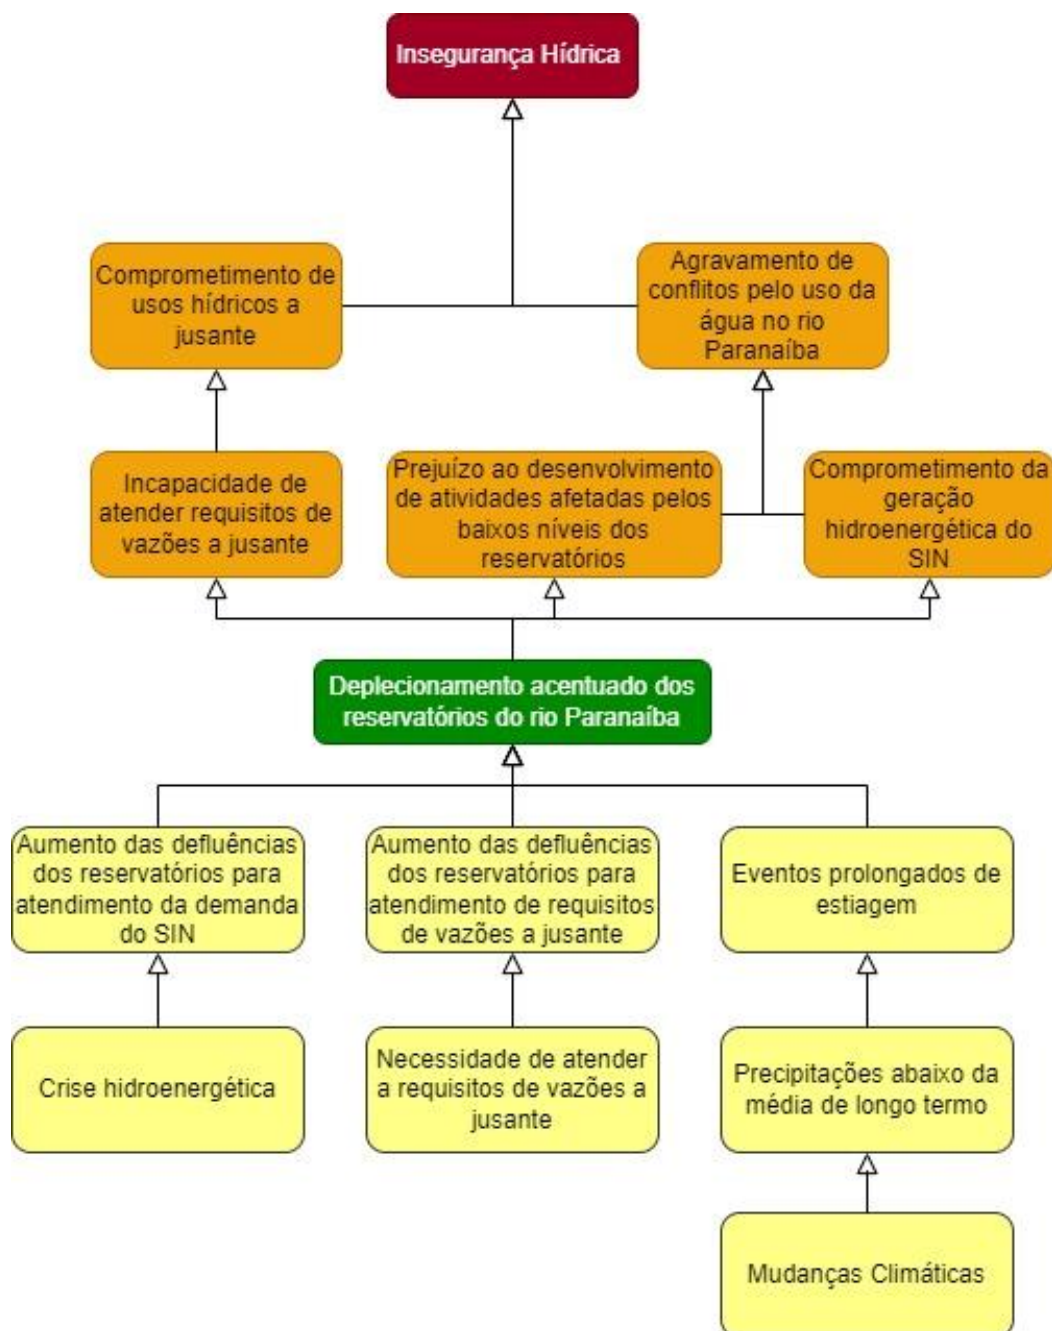 Insegurança Hídrica
Comprometimento de
usos hídricos a
jusante
Agravamento de
conflitos pelo uso da
água no rio
Paranaíba
Incapacidade de
atender requisitos de
vazões a jusante
Prejuízo ao desenvolvimento
de atividades afetadas pelos
baixos níveis dos
reservatórios
Comprometimento da
geração
hidroenergética do
SIN
Deplecionamento acentuado dos
reservatórios do rio Paranaíba
Aumento das defluências
dos reservatórios para
atendimento da demanda
do SIN
Aumento das defluências
dos reservatórios para
atendimento de requisitos
de vazões a jusante
Eventos prolongados de
estiagem
Crise hidroenergética
Necessidade de atender
a requisitos de vazões a
jusante
Precipitações abaixo da
média de longo termo
Mudanças Climáticas